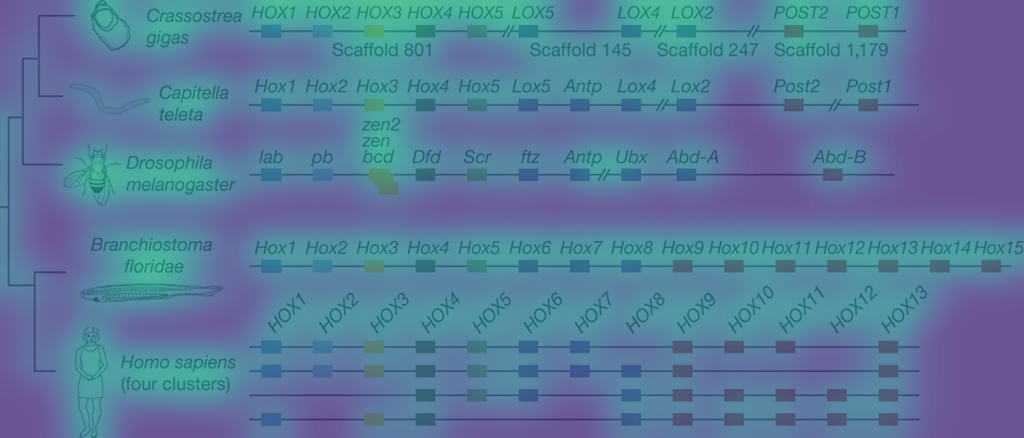 Crassostrea gigas
HOX1 HOX2 HOX3 HOX4 HOX5 LOX5 LOX4 LOX2 POST2 POST1
Scaffold 801 Scaffold 145 Scaffold 247 Scaffold 1,179
Capitella teleta
Hox1 Hox2 Hox3 Hox4 Hox5 Lox5 Antp Lox4 Lox2 Post2 Post1
Drosophila melanogaster
zen2
zen
lab pb bcd Dfd Scr ftz Antp Ubx Abd-A Abd-B
Branchiostoma floridae
Hox1 Hox2 Hox3 Hox4 Hox5 Hox6 Hox7 Hox8 Hox9 Hox10 Hox11 Hox12 Hox13 Hox14 Hox15
HOX1 HOX2 HOX3 HOX4 HOX5 HOX6 HOX7 HOX8 HOX9 HOX10 HOX11 HOX12 HOX13
Homo sapiens
(four clusters)